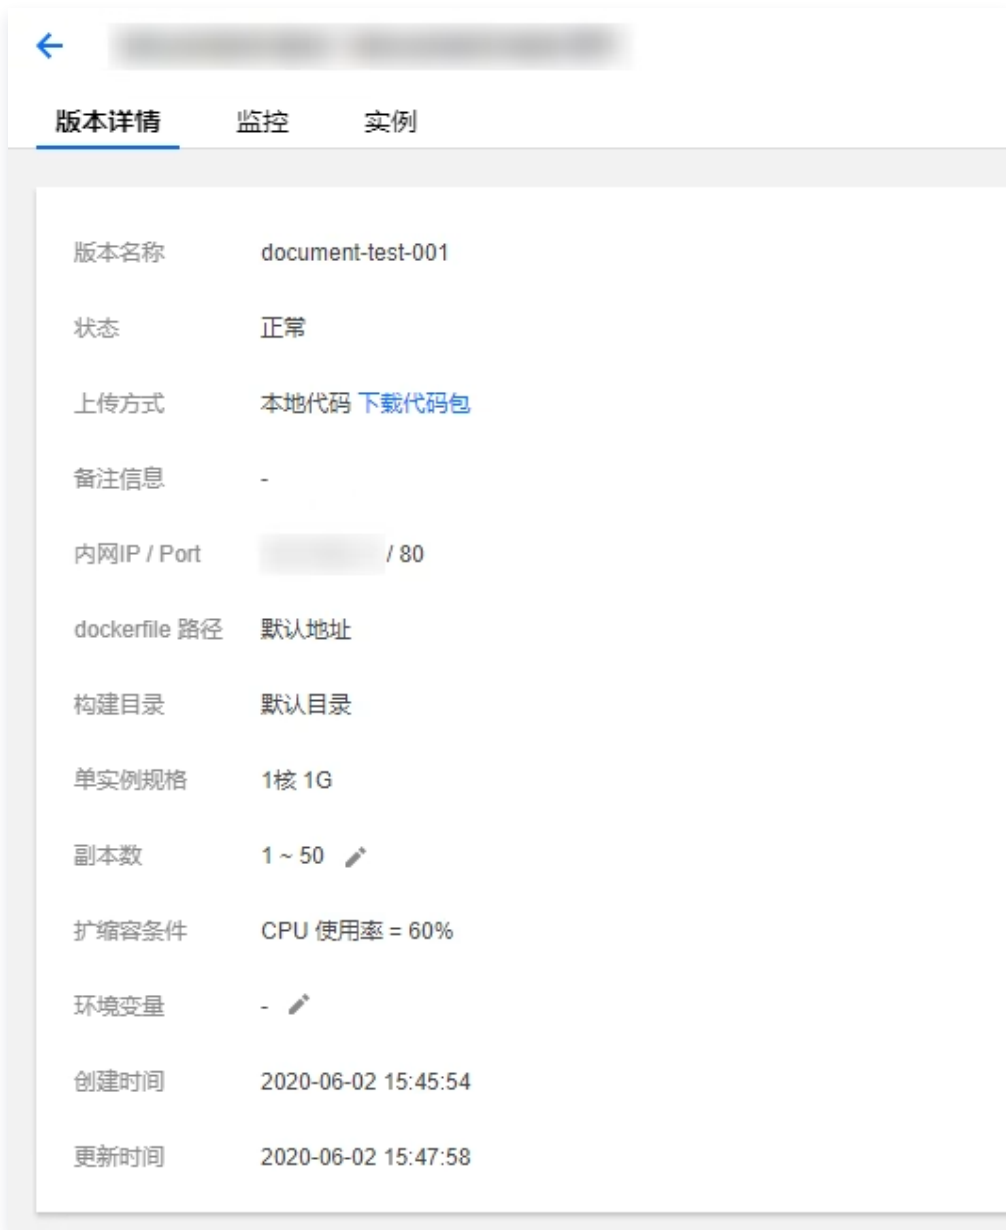 版本详情 监控 实例
版本名称 document-test-001
状态 正常
上传方式 本地代码 下载代码包
备注信息 -
内网IP / Port / 80
dockerfile 路径 默认地址
构建目录 默认目录
单实例规格 1核 1G
副本数 1 ~ 50
扩缩容条件 CPU 使用率 = 60%
环境变量 -
创建时间 2020-06-02 15:45:54
更新时间 2020-06-02 15:47:58